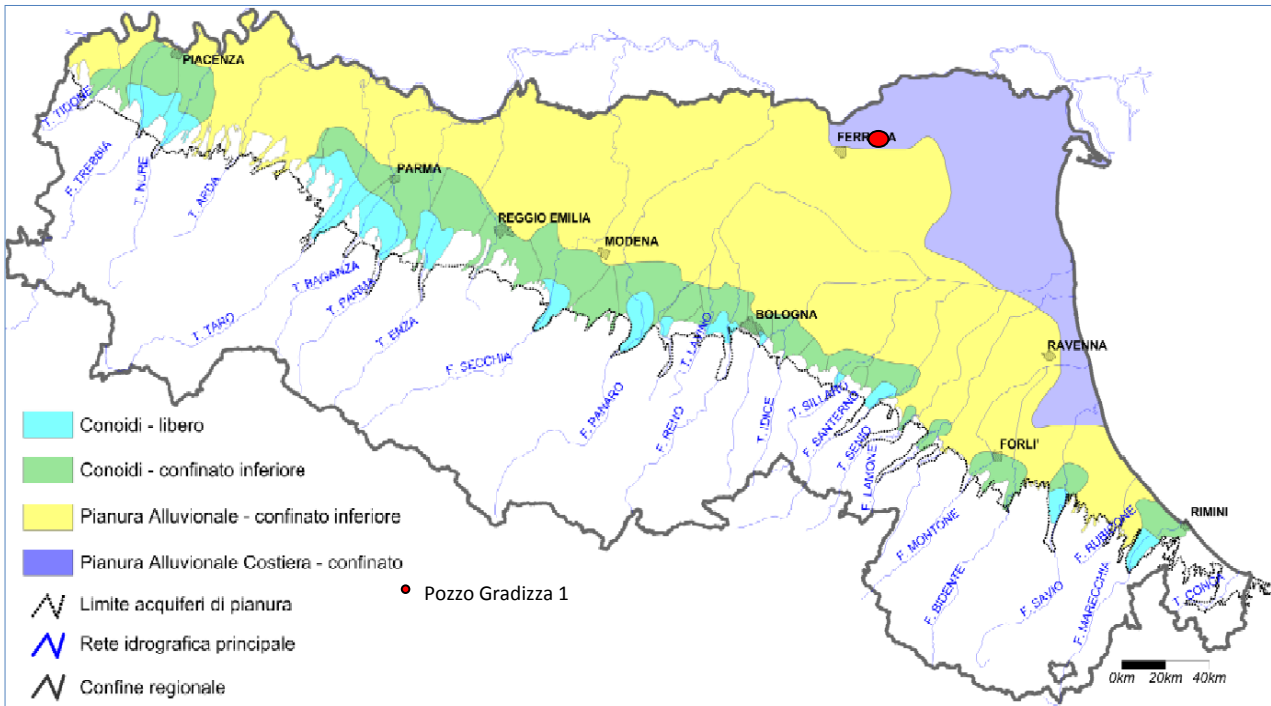 PIACENZA
T. TIDONE
F. TREBBIA
T. NURE
T. ARDA
PARMA
REGGIO EMILIA
MODENA
FERRARA
BOLOGNA
RAVENNA
FORLI'
RIMINI
F. TARO
T. BAGANZA
T. PARMA
T. ENZA
F. SECCHIA
F. PANARO
T. LAVINO
F. RENO
T. IDICE
T. SILLARO
F. SANTERNO
T. SENIO
F. LAMONE
F. MONTONE
F. BIDENTE
F. SAVIO
F. RUBICONE
F. MARECCHIA
T. CONCA
Conoidi - libero
Conoidi - confinato inferiore
Pianura Alluvionale - confinato inferiore
Pianura Alluvionale Costiera - confinato
Limite acquiferi di pianura
Rete idrografica principale
Confine regionale
Pozzo Gradizza 1
0km 20km 40km